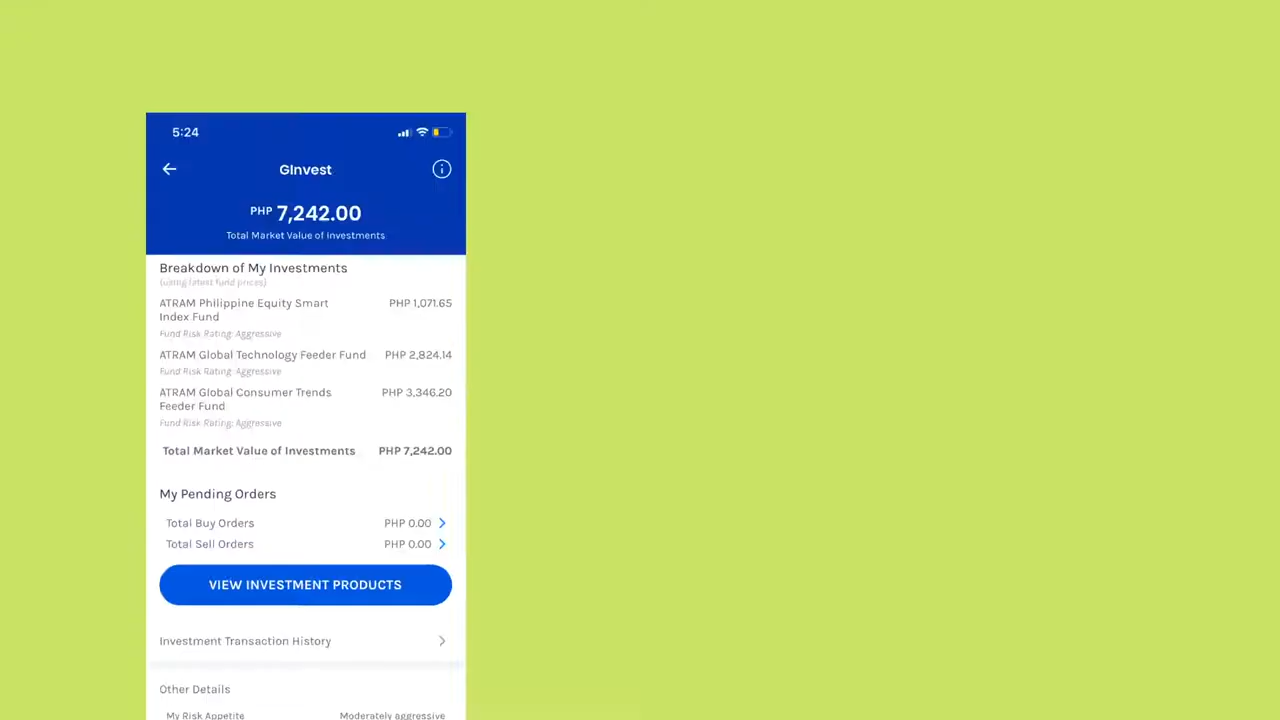 5:24
GInvest
PHP 7,242.00
Total Market Value of Investments
Breakdown of My Investments
(using latest fund prices)
ATRAM Philippine Equity Smart PHP 1,071.65
Index Fund
Fund Risk Rating: Aggressive
ATRAM Global Technology Feeder Fund PHP 2,824.14
Fund Risk Rating: Aggressive
ATRAM Global Consumer Trends PHP 3,346.20
Feeder Fund
Fund Risk Rating: Aggressive
Total Market Value of Investments PHP 7,242.00
My Pending Orders
Total Buy Orders PHP 0.00
Total Sell Orders PHP 0.00
VIEW INVESTMENT PRODUCTS
Investment Transaction History
Other Details
My Risk Appetite Moderately aggressive